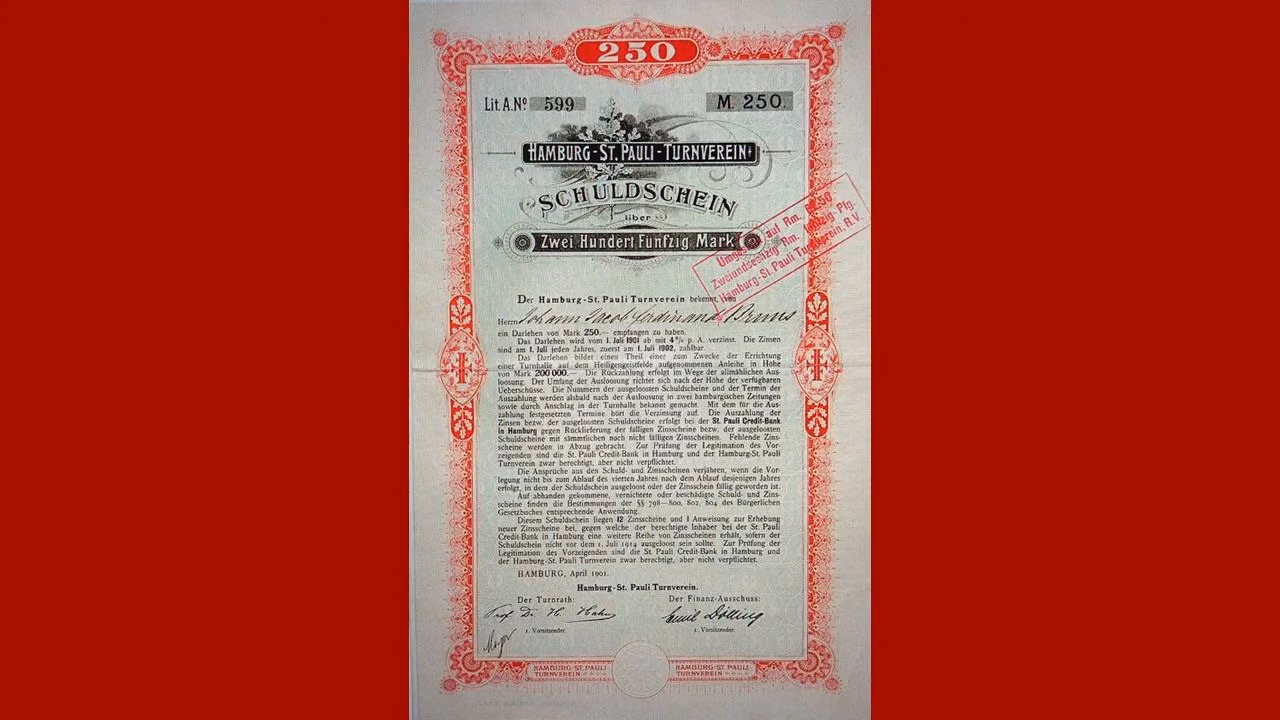 250
Lit. A. Nº 599
M. 250.
HAMBURG-ST. PAULI-TURNVEREIN
SCHULDSCHEIN
über
Zwei Hundert Fünfzig Mark
auf Rm. 62.50
Zweiundsechzig Rm. fünfzig Pfg.
Hamburg-St. Pauli Turnverein, R.V.
Der Hamburg-St. Pauli Turnverein bekennt, von
Herrn Johann Jacob Ferdinand Bruns
ein Darlehen von Mark 250.— empfangen zu haben.
Das Darlehen wird vom 1. Juli 1901 ab mit 4% p. A. verzinst. Die Zinsen
sind am 1. Juli jeden Jahres, zuerst am 1. Juli 1902, zahlbar.
Das Darlehen bildet einen Theil einer zum Zwecke der Errichtung
einer Turnhalle auf dem Heiligengeistfelde aufgenommenen Anleihe in Höhe
von Mark 200 000.— Die Rückzahlung erfolgt im Wege der allmählichen Aus-
loosung. Der Umfang der Ausloosung richtet sich nach der Höhe der verfügbaren
Ueberschüsse. Die Nummern der ausgeloosten Schuldscheine und der Termin der
Auszahlung werden alsbald nach der Ausloosung in zwei hamburgischen Zeitungen
sowie durch Anschlag in der Turnhalle bekannt gemacht. Mit dem für die Aus-
zahlung festgesetzten Termine hört die Verzinsung auf. Die Auszahlung der
Zinsen bezw. der ausgeloosten Schuldscheine erfolgt bei der St. Pauli Credit-Bank
in Hamburg gegen Rücklieferung der fälligen Zinsscheine bezw. der ausgeloosten
Schuldscheine mit sämmtlichen noch nicht fälligen Zinsscheinen. Fehlende Zins-
scheine werden in Abzug gebracht. Zur Prüfung der Legitimation des Vor-
zeigenden sind die St. Pauli Credit-Bank in Hamburg und der Hamburg-St. Pauli
Turnverein zwar berechtigt, aber nicht verpflichtet.
Die Ansprüche aus den Schuld- und Zinsscheinen verjähren, wenn die Vor-
legung nicht bis zum Ablauf des vierten Jahres nach dem Ablauf desjenigen Jahres
erfolgt, in dem der Schuldschein ausgeloost oder der Zinsschein fällig geworden ist.
Auf abhanden gekommene, vernichtete oder beschädigte Schuld- und Zins-
scheine finden die Bestimmungen der §§ 798—800, 802, 804 des Bürgerlichen
Gesetzbuches entsprechende Anwendung.
Diesem Schuldschein liegen 12 Zinsscheine und 1 Anweisung zur Erhebung
neuer Zinsscheine bei, gegen welche der berechtigte Inhaber bei der St. Pauli
Credit-Bank in Hamburg eine weitere Reihe von Zinsscheinen erhält, sofern der
Schuldschein nicht vor dem 1. Juli 1914 ausgeloost sein sollte. Zur Prüfung der
Legitimation des Vorzeigenden sind die St. Pauli Credit-Bank in Hamburg und
der Hamburg-St. Pauli Turnverein zwar berechtigt, aber nicht verpflichtet.
HAMBURG, April 1901.
Hamburg-St. Pauli Turnverein.
Der Turnrath:
Der Finanz-Ausschuss:
Prof. Dr. H. Hahn
Emil Dölling
1. Vorsitzender.
1. Vorsitzender.
Meyer
HAMBURG-ST. PAULI
TURNVEREIN
HAMBURG-ST. PAULI
TURNVEREIN